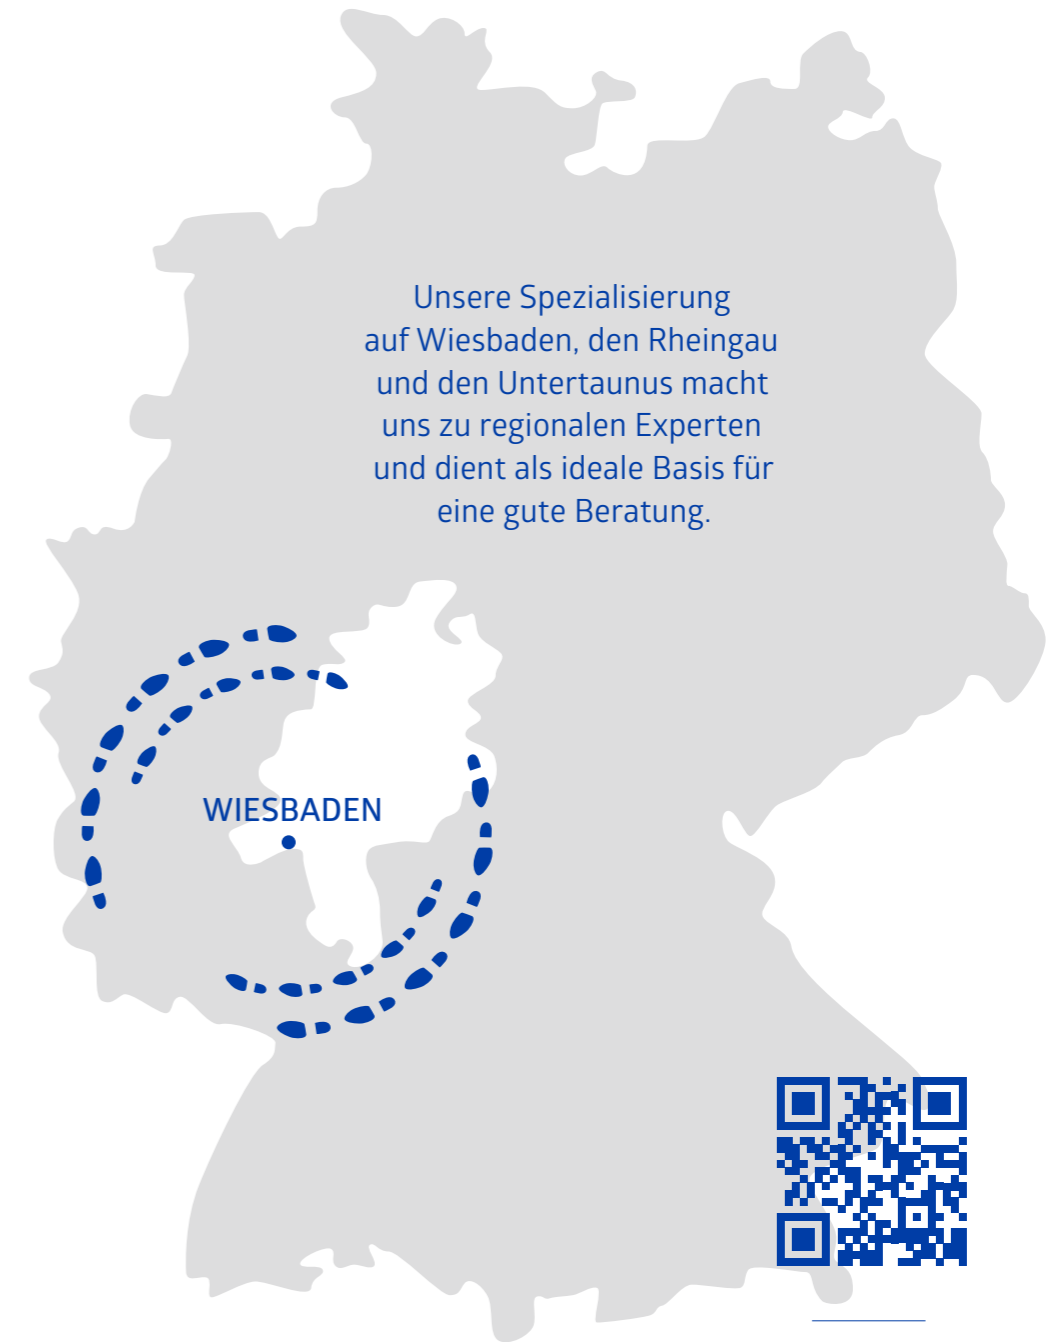 Unsere Spezialisierung
auf Wiesbaden, den Rheingau
und den Untertaunus macht
uns zu regionalen Experten
und dient als ideale Basis für
eine gute Beratung.
WIESBADEN